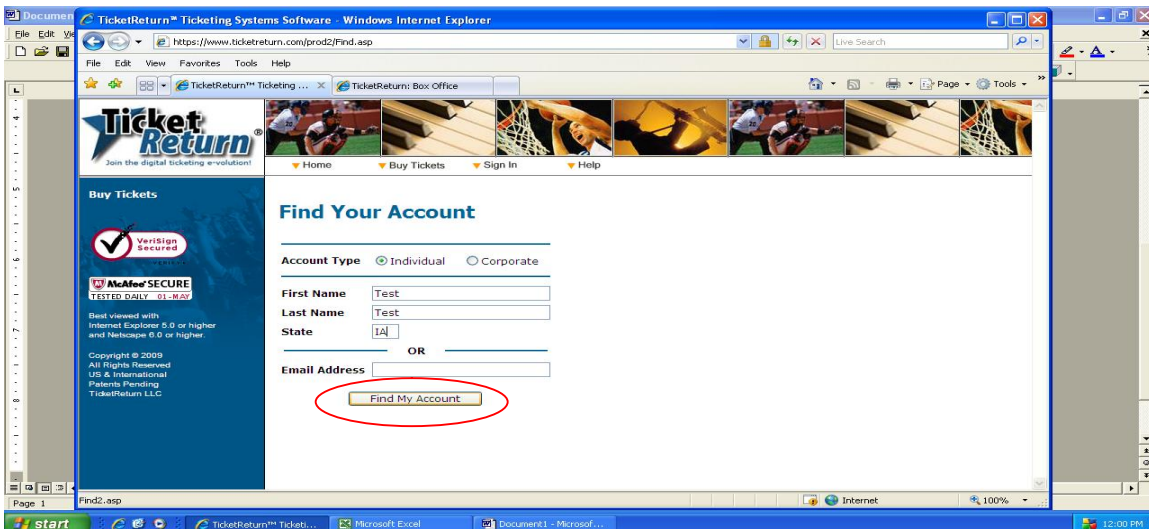 Documen
TicketReturn™ Ticketing Systems Software - Windows Internet Explorer
File Edit Vie
https://www.ticketreturn.com/prod2/Find.asp
Live Search
File Edit View Favorites Tools Help
TicketReturn™ Ticketing ...
TicketReturn: Box Office
Page
Tools
Ticket
Return®
Join the digital ticketing e-volution!
Home
Buy Tickets
Sign In
Help
Buy Tickets
VeriSign
Secured
McAfee SECURE
TESTED DAILY 01-MAY
Best viewed with
Internet Explorer 5.0 or higher
and Netscape 6.0 or higher.
Copyright © 2009
All Rights Reserved
US & International
Patents Pending
TicketReturn LLC
Find Your Account
Account Type Individual Corporate
First Name Test
Last Name Test
State IA
OR
Email Address
Find My Account
Find2.asp
Internet
100%
Page 1
start
TicketReturn™ Ticketi...
Microsoft Excel
Document1 - Microsof...
12:00 PM